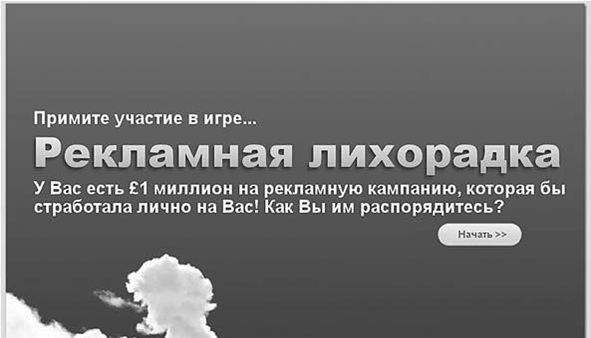 Примите участие в игре...
Рекламная лихорадка
У Вас есть £1 миллион на рекламную кампанию, которая бы
стработала лично на Вас! Как Вы им распорядитесь?
Начать >>